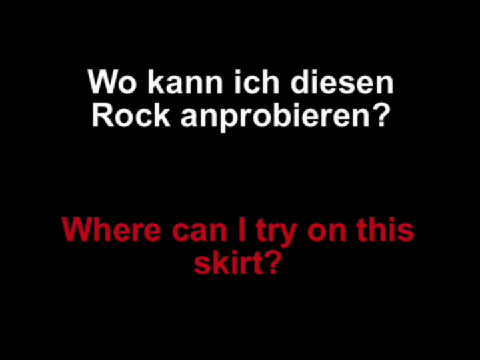 Wo kann ich diesen
Rock anprobieren?
Where can I try on this
skirt?